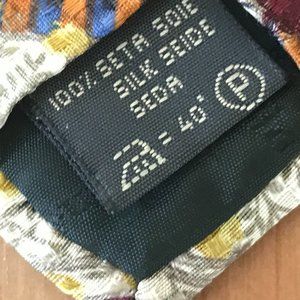 100% SETA SOIE
SILK SEIDE
SEDA
= 40° P